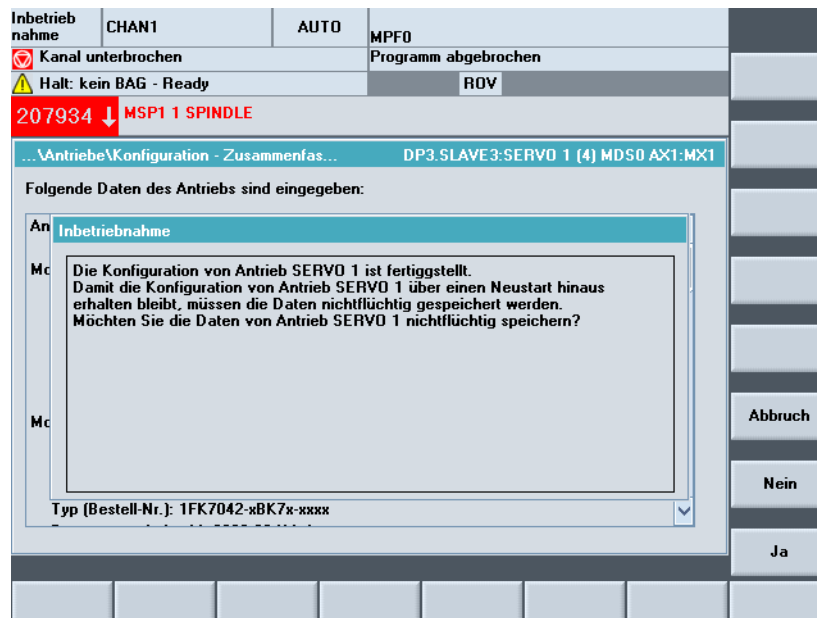 Inbetrieb
nahme
CHAN1
AUTO
MPF0
Kanal unterbrochen
Programm abgebrochen
Halt: kein BAG - Ready
ROV
207934 ↓ MSP1 1 SPINDLE
...\Antriebe\Konfiguration - Zusammenfas...
DP3.SLAVE3:SERVO 1 (4) MDS0 AX1:MX1
Folgende Daten des Antriebs sind eingegeben:
An
Inbetriebnahme
Mc
Die Konfiguration von Antrieb SERVO 1 ist fertiggstellt.
Damit die Konfiguration von Antrieb SERVO 1 über einen Neustart hinaus
erhalten bleibt, müssen die Daten nichtflüchtig gespeichert werden.
Möchten Sie die Daten von Antrieb SERVO 1 nichtflüchtig speichern?
Mc
Abbruch
Nein
Typ (Bestell-Nr.): 1FK7042-xBK7x-xxxx
Ja